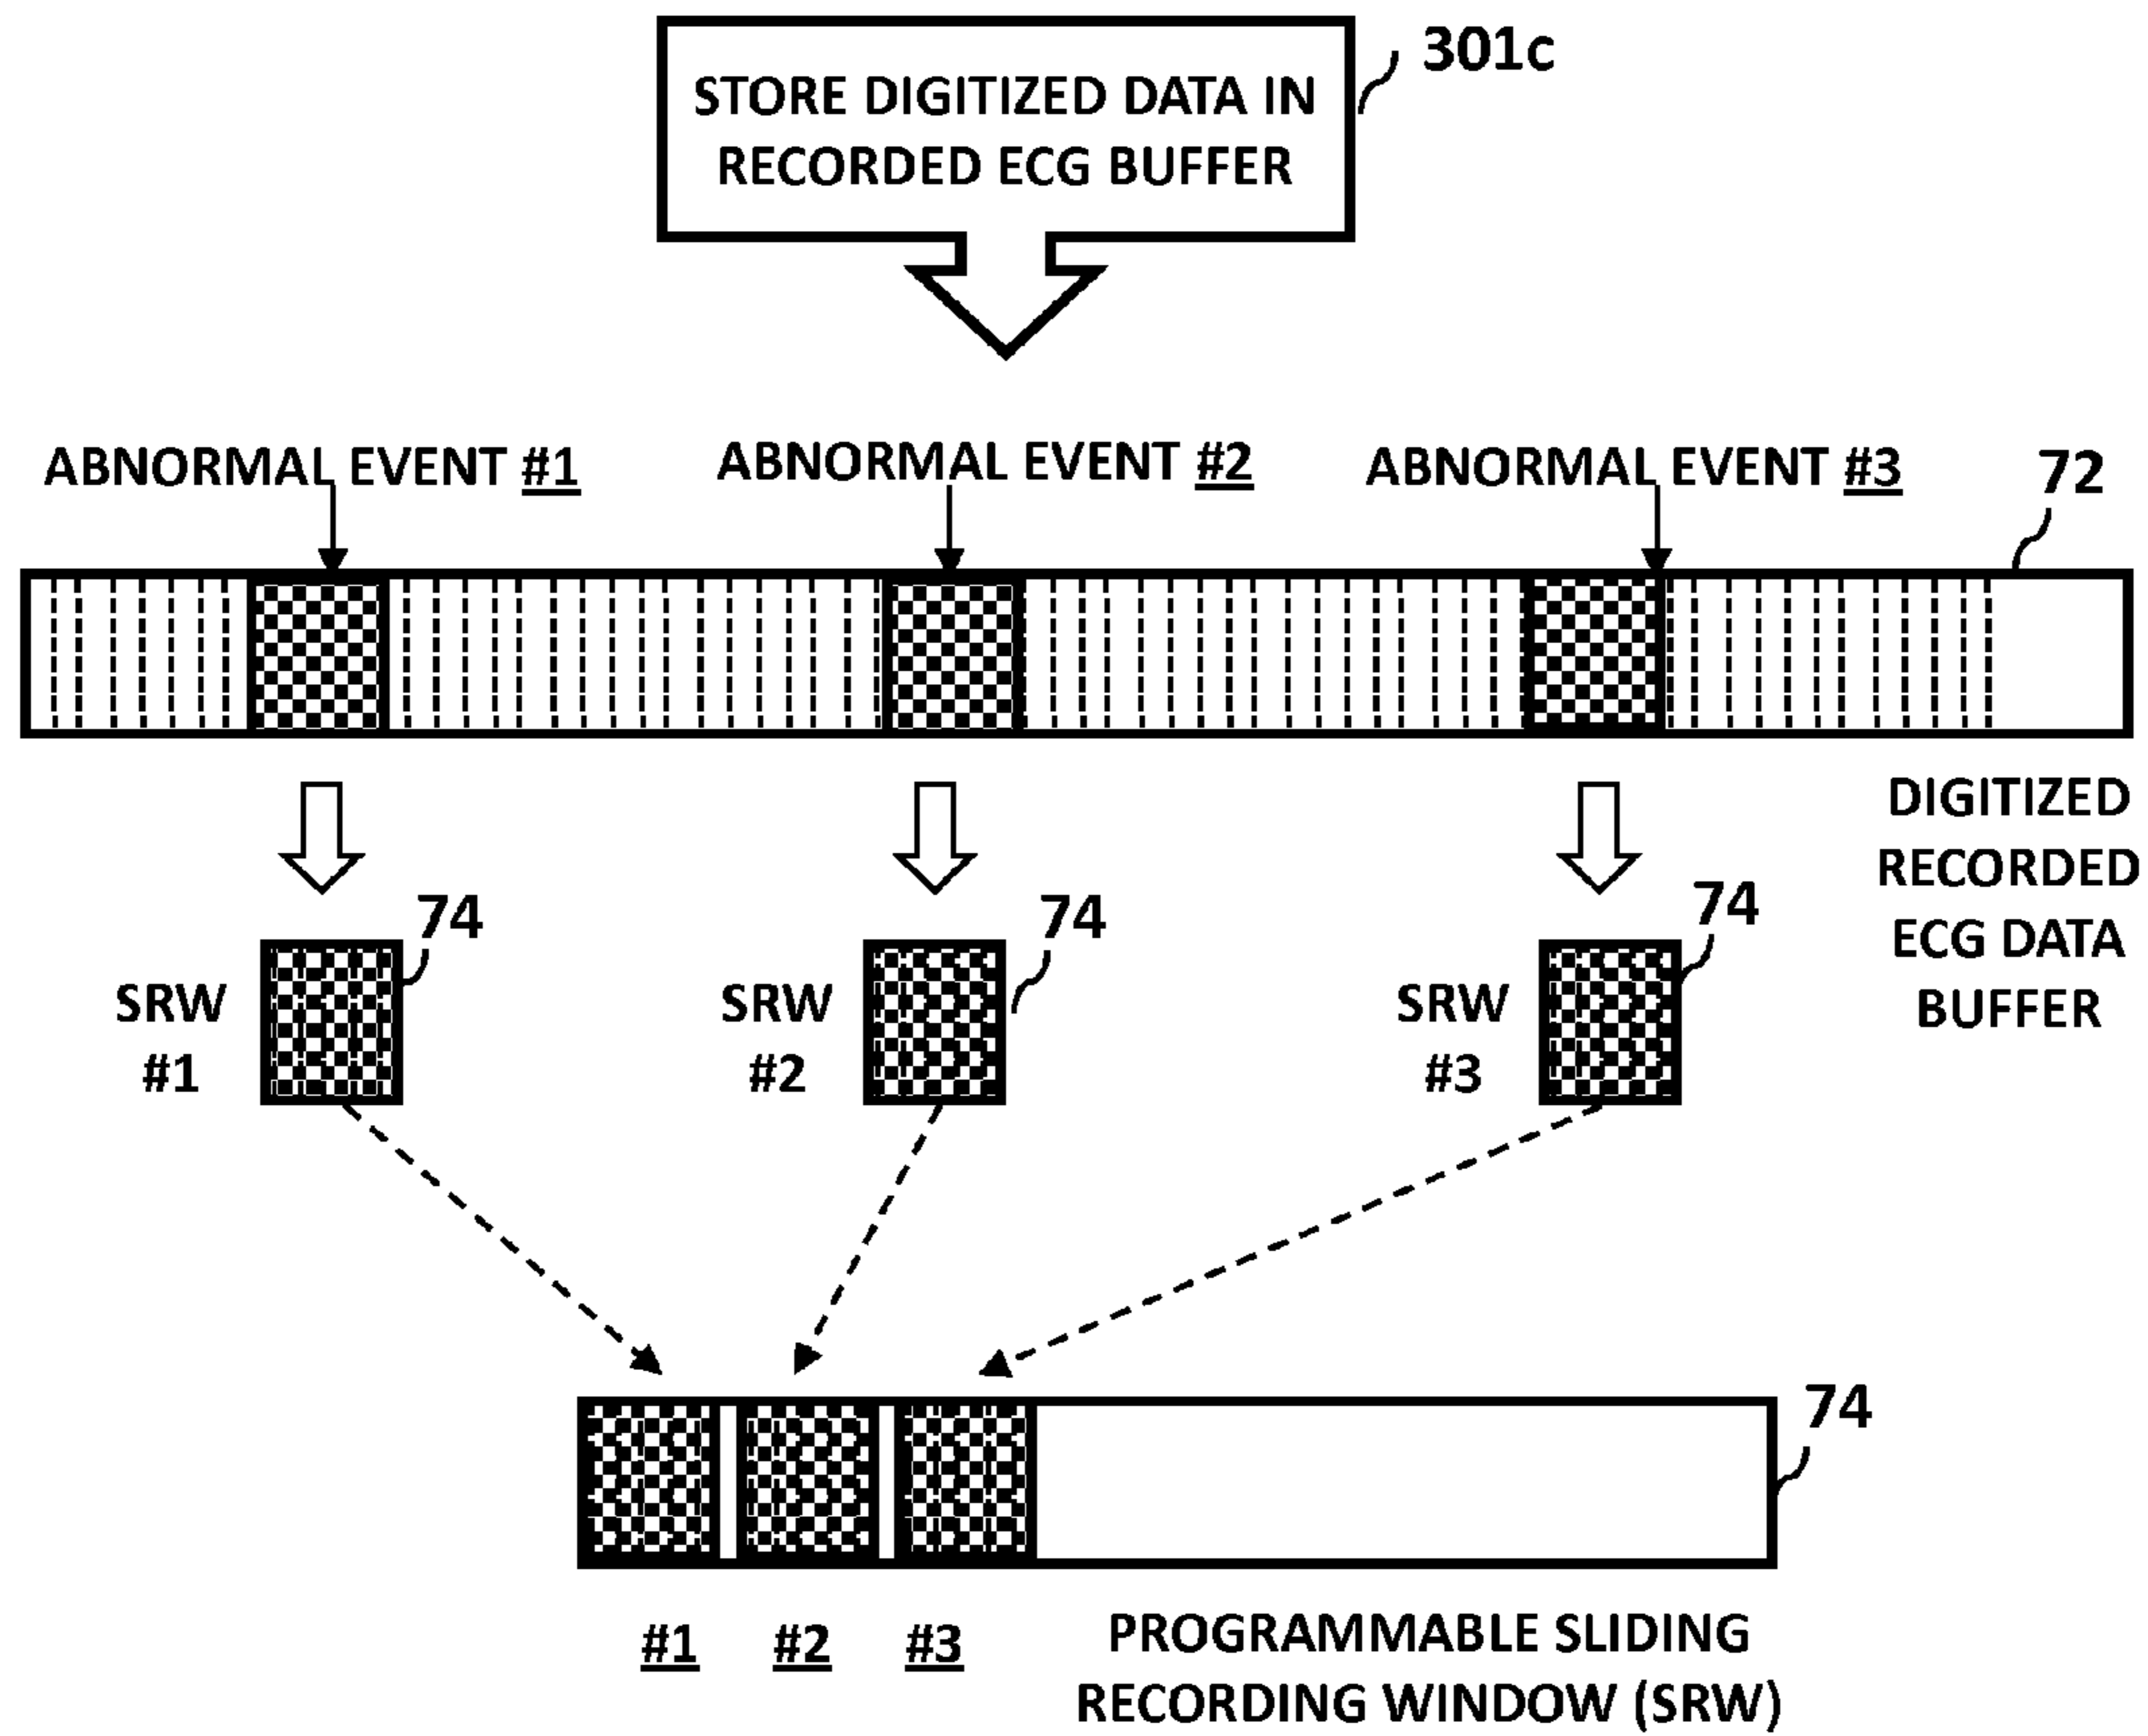 301c
STORE DIGITIZED DATA IN
RECORDED ECG BUFFER
ABNORMAL EVENT #1
ABNORMAL EVENT #2
ABNORMAL EVENT #3
72
DIGITIZED
RECORDED
ECG DATA
BUFFER
74
SRW
#1
74
SRW
#2
74
SRW
#3
74
#1
#2
#3
PROGRAMMABLE SLIDING
RECORDING WINDOW (SRW)